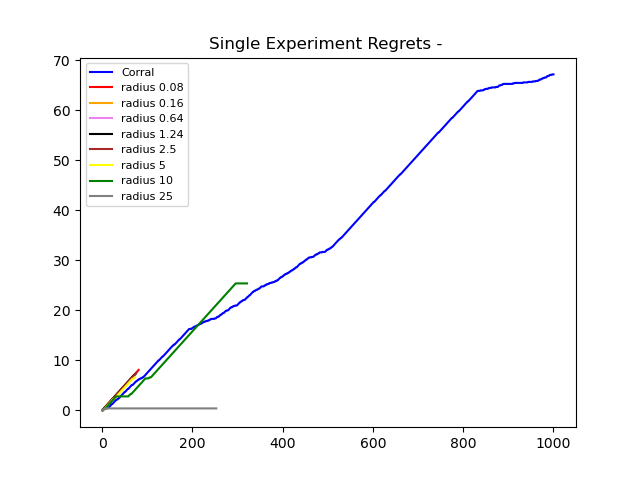 Single Experiment Regrets -
70
60
50
40
30
20
10
0
Corral
radius 0.08
radius 0.16
radius 0.64
radius 1.24
radius 2.5
radius 5
radius 10
radius 25
0 200 400 600 800 1000